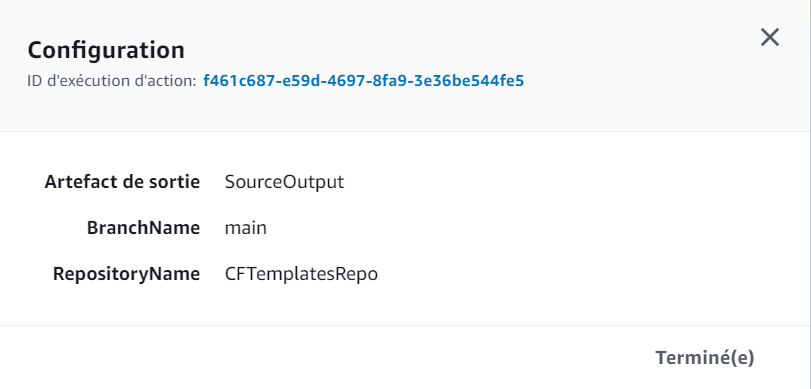 Configuration
ID d'exécution d'action: f461c687-e59d-4697-8fa9-3e36be544fe5
Artefact de sortie SourceOutput
BranchName main
RepositoryName CFTemplatesRepo
Terminé(e)